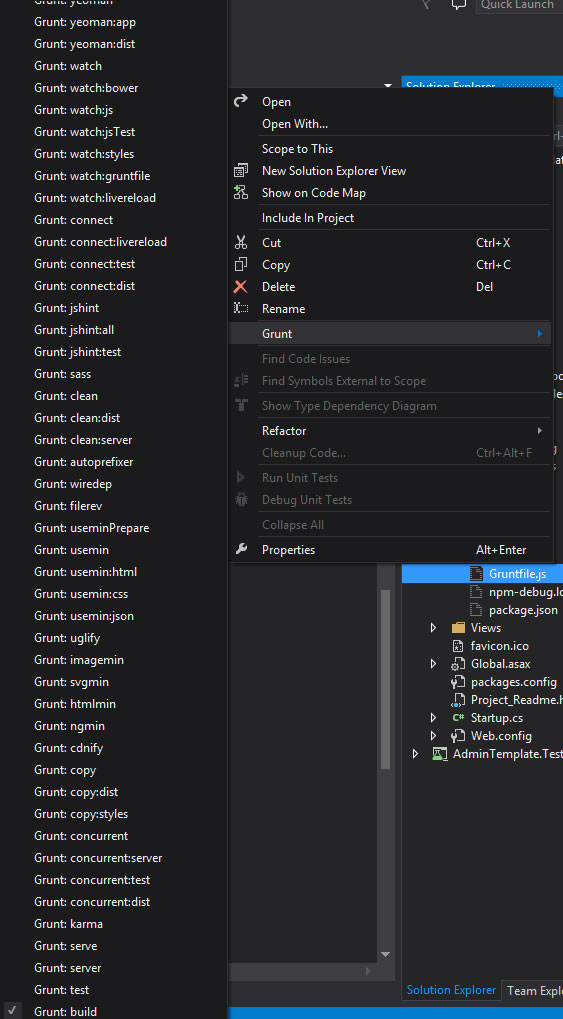 Grunt: yeoman
Grunt: yeoman:app
Grunt: yeoman:dist
Grunt: watch
Grunt: watch:bower
Grunt: watch:js
Grunt: watch:jsTest
Grunt: watch:styles
Grunt: watch:gruntfile
Grunt: watch:livereload
Grunt: connect
Grunt: connect:livereload
Grunt: connect:test
Grunt: connect:dist
Grunt: jshint
Grunt: jshint:all
Grunt: jshint:test
Grunt: sass
Grunt: clean
Grunt: clean:dist
Grunt: clean:server
Grunt: autoprefixer
Grunt: wiredep
Grunt: filerev
Grunt: useminPrepare
Grunt: usemin
Grunt: usemin:html
Grunt: usemin:css
Grunt: usemin:json
Grunt: uglify
Grunt: imagemin
Grunt: svgmin
Grunt: htmlmin
Grunt: ngmin
Grunt: cdnify
Grunt: copy
Grunt: copy:dist
Grunt: copy:styles
Grunt: concurrent
Grunt: concurrent:server
Grunt: concurrent:test
Grunt: concurrent:dist
Grunt: karma
Grunt: serve
Grunt: server
Grunt: test
Grunt: build
Quick Launch
Solution Explorer
Open
Open With...
Scope to This
New Solution Explorer View
Show on Code Map
Include In Project
Cut Ctrl+X
Copy Ctrl+C
Delete Del
Rename
Grunt
Find Code Issues
Find Symbols External to Scope
Show Type Dependency Diagram
Refactor
Cleanup Code... Ctrl+Alt+F
Run Unit Tests
Debug Unit Tests
Collapse All
Properties Alt+Enter
Gruntfile.js
npm-debug.lo
package.json
Views
favicon.ico
Global.asax
packages.config
Project_Readme.h
C# Startup.cs
Web.config
AdminTemplate.Test
Solution Explorer Team Explo